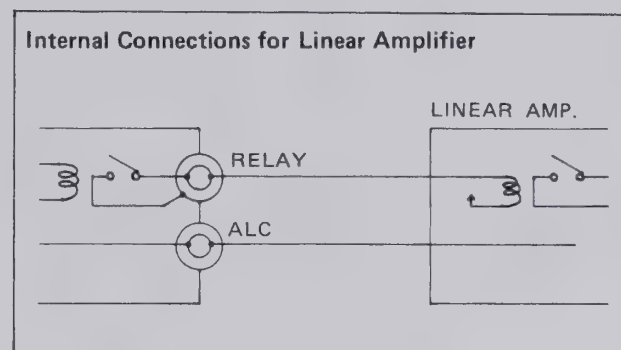 Internal Connections for Linear Amplifier
LINEAR AMP.
RELAY
ALC